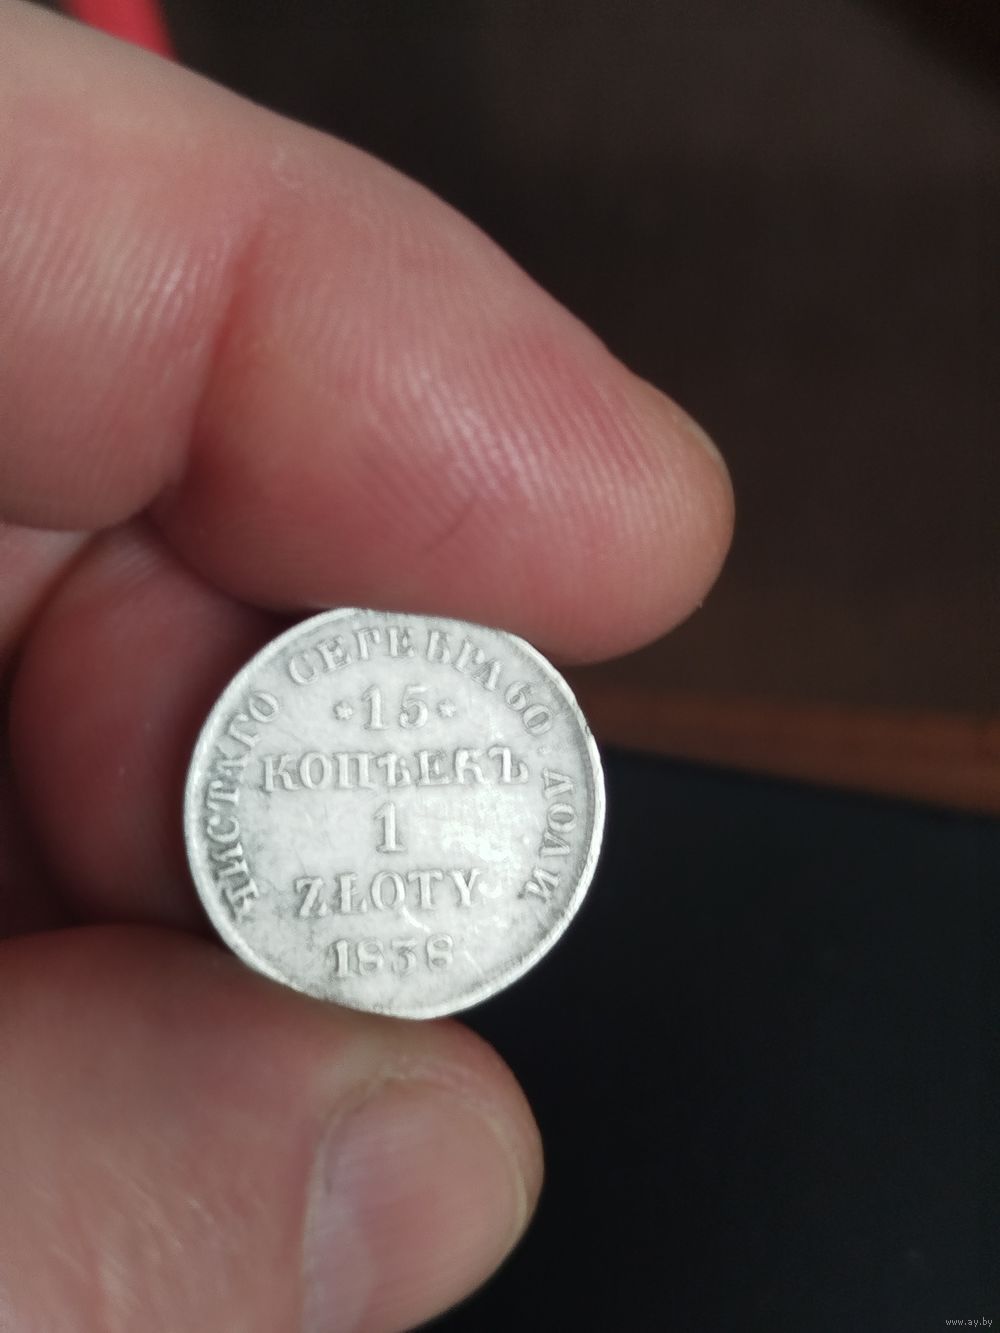 ЧИСТАГО СЕРЕБРА 60. ДОЛИ
*15*
КОПѢЕКЪ
1
ZŁOTY.
1838
www.ay.by